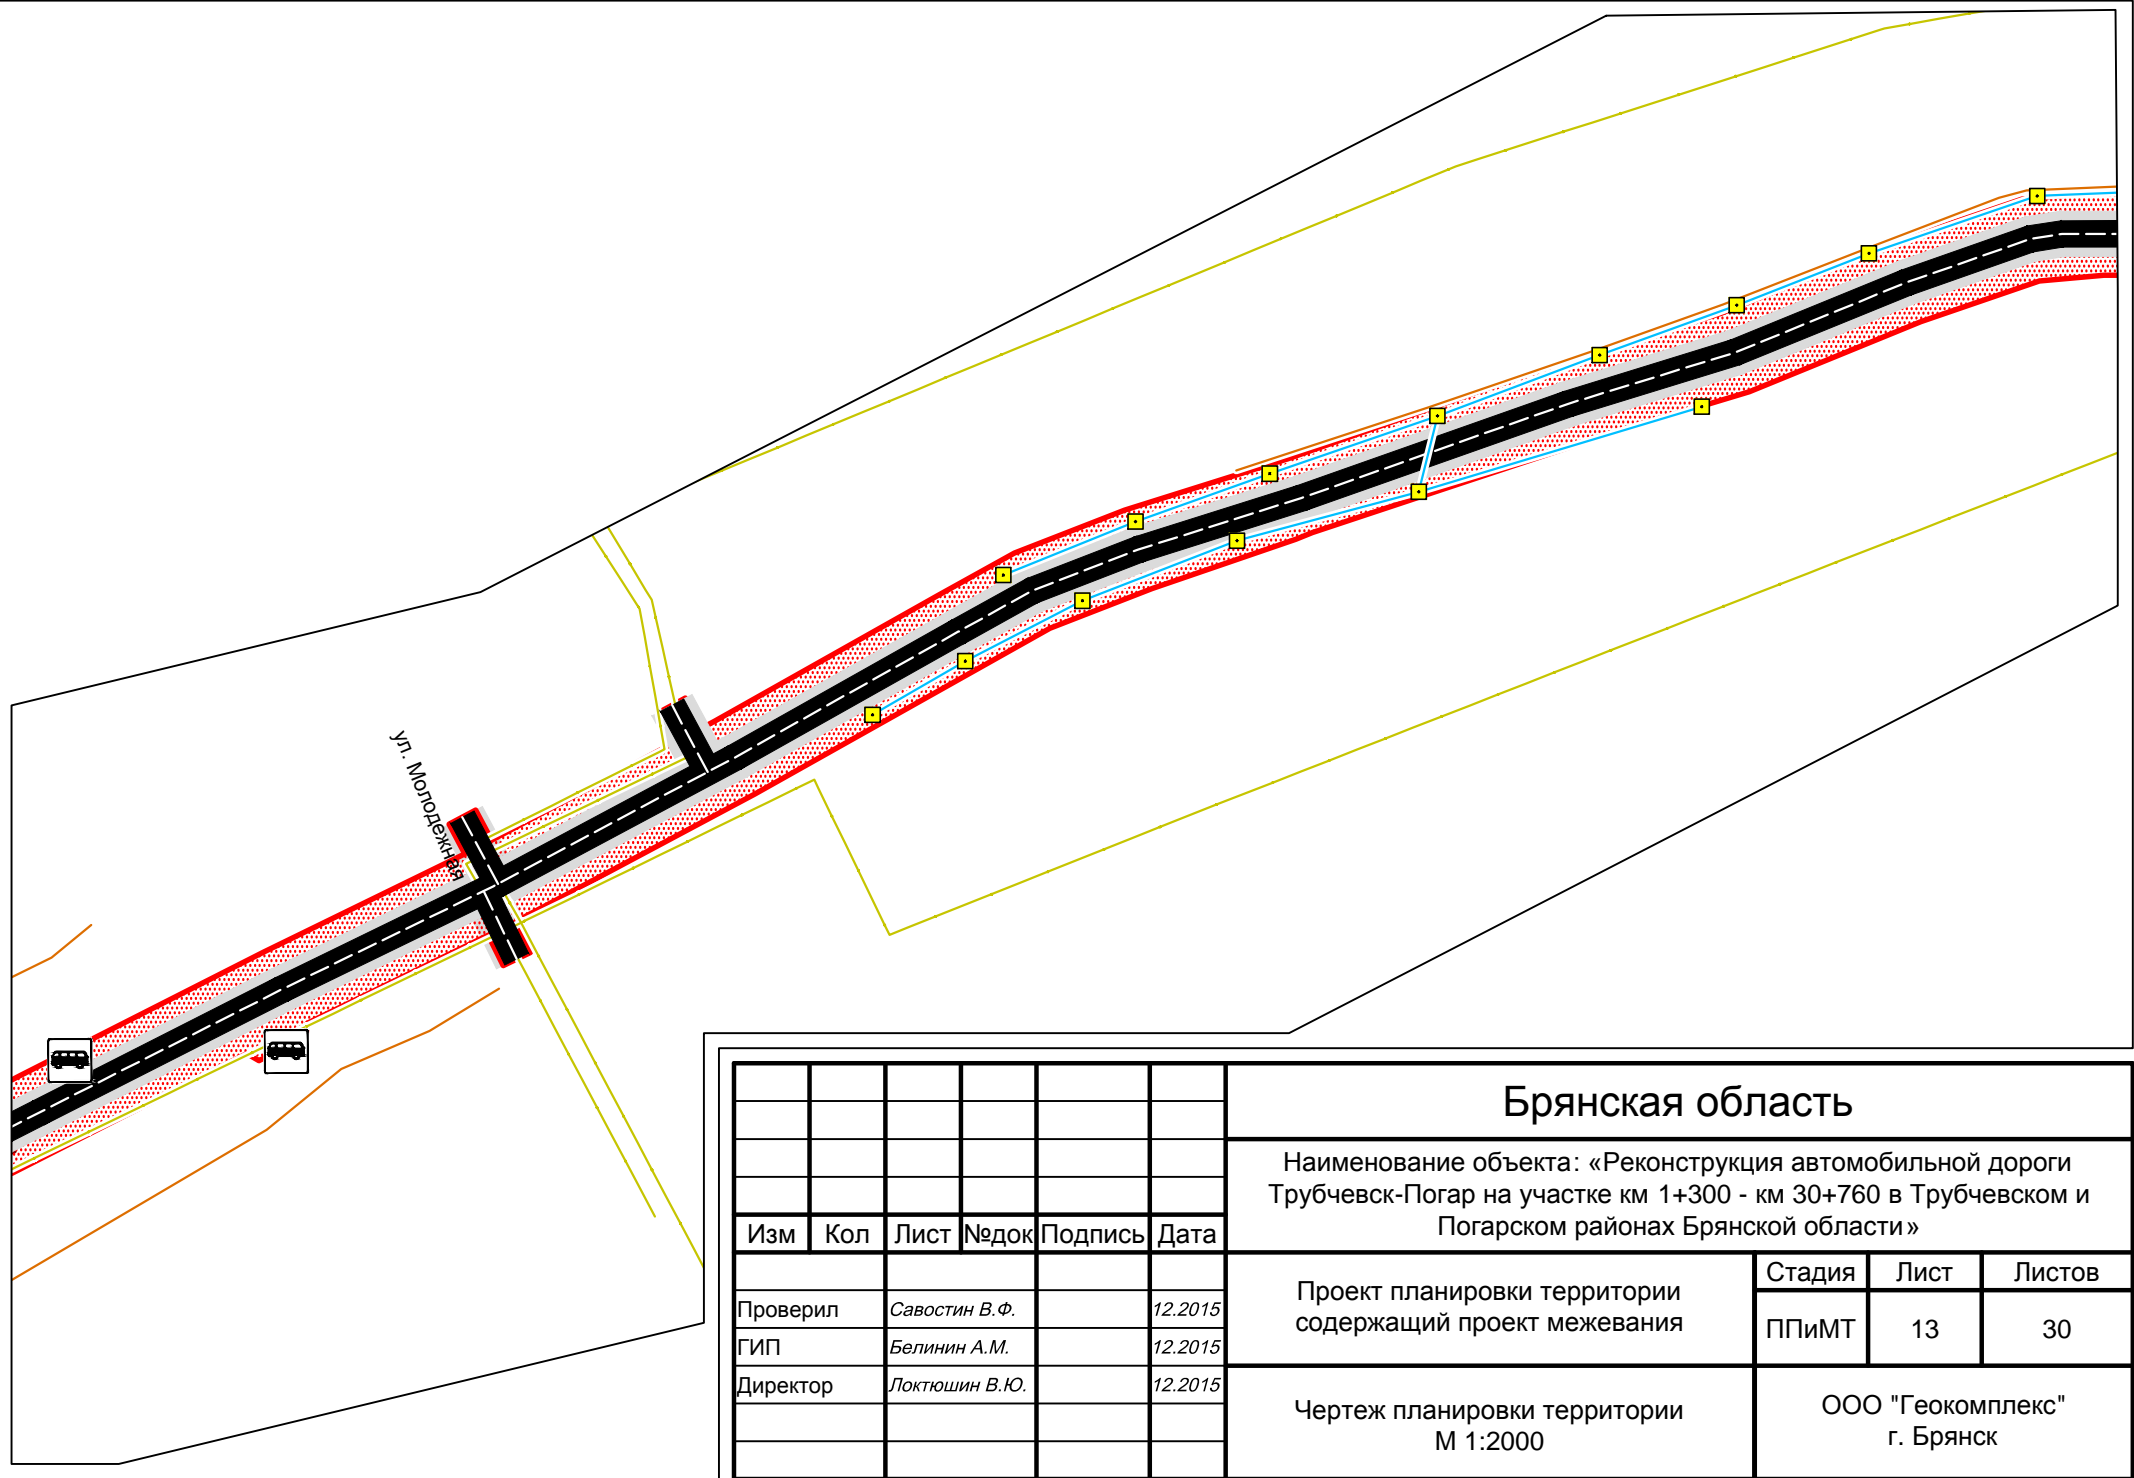 ул. Молодежная
Брянская область
Наименование объекта: «Реконструкция автомобильной дороги
Трубчевск-Погар на участке км 1+300 - км 30+760 в Трубчевском и
Погарском районах Брянской области»
Изм Кол Лист №док Подпись Дата
Проект планировки территории
содержащий проект межевания
Стадия Лист Листов
ППиМТ 13 30
Проверил Савостин В.Ф. 12.2015
ГИП Белинин А.М. 12.2015
Директор Локтюшин В.Ю. 12.2015
Чертеж планировки территории
М 1:2000
ООО "Геокомплекс"
г. Брянск